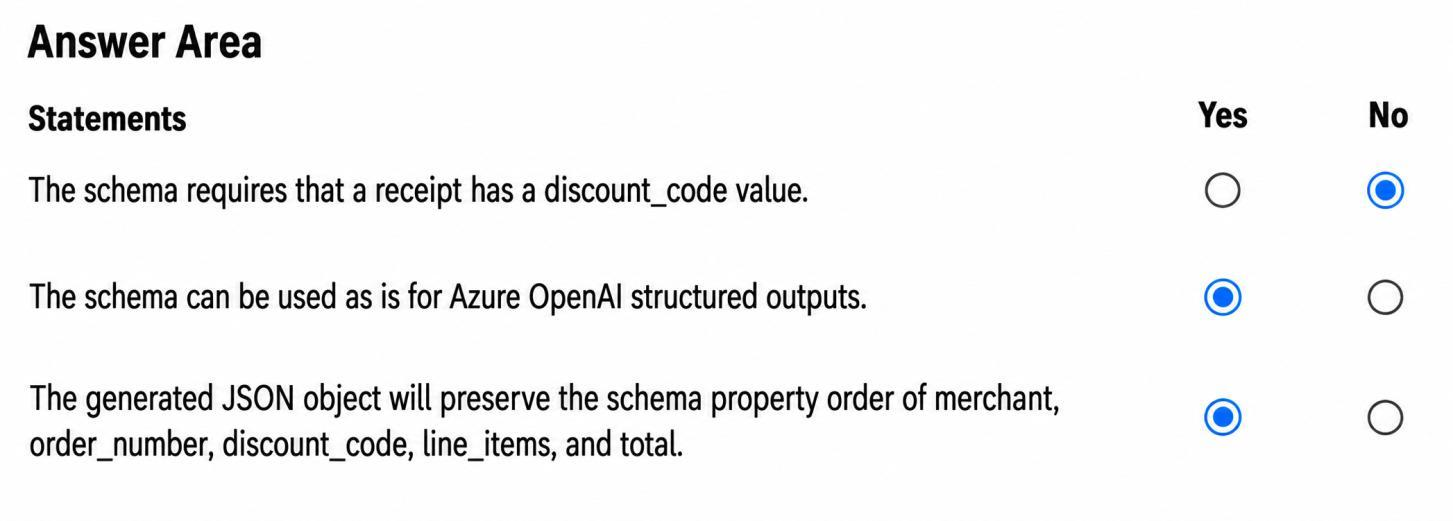 Answer Area
Statements Yes No
The schema requires that a receipt has a discount_code value.
The schema can be used as is for Azure OpenAI structured outputs.
The generated JSON object will preserve the schema property order of merchant,
order_number, discount_code, line_items, and total.